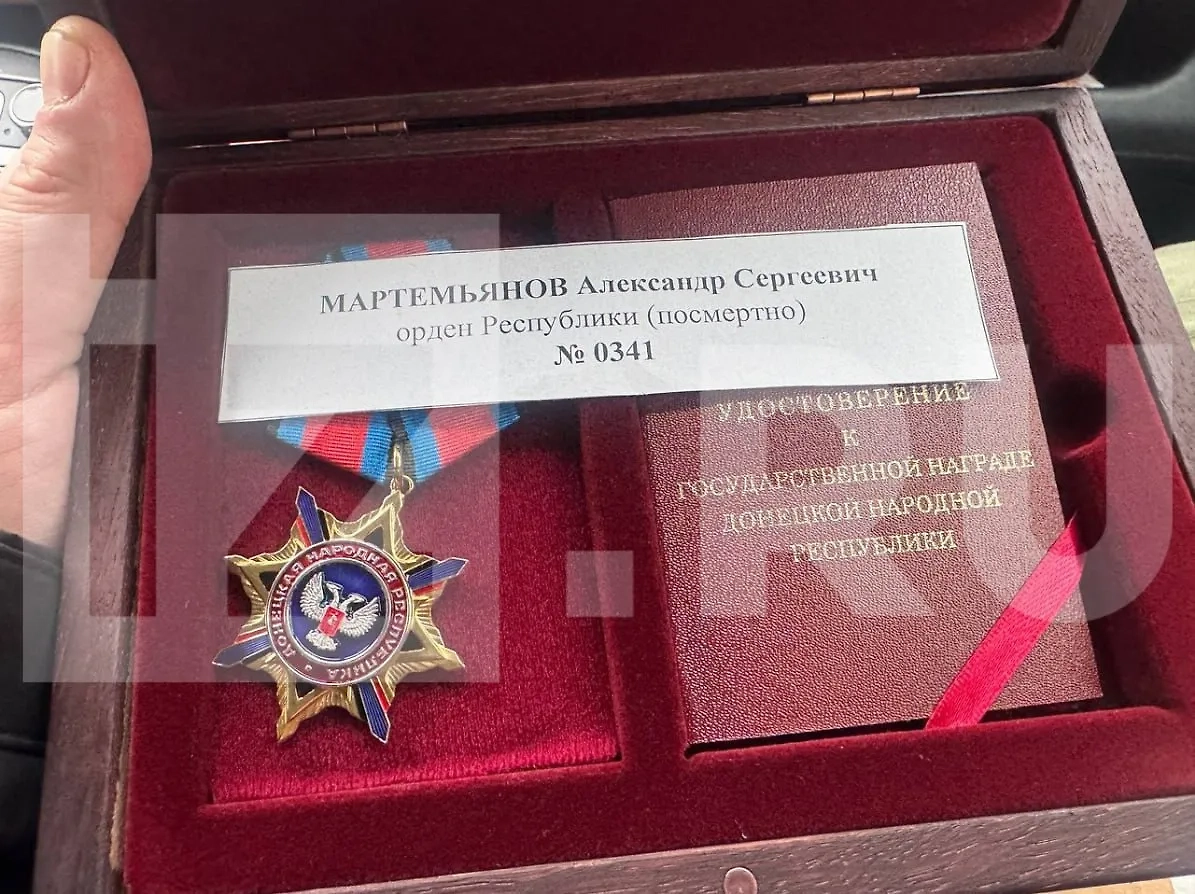 МАРТЕМЬЯНОВ Александр Сергеевич
орден Республики (посмертно)
№ 0341
УДОСТОВЕРЕНИЕ
К
ГОСУДАРСТВЕННОЙ НАГРАДЕ
ДОНЕЦКОЙ НАРОДНОЙ
РЕСПУБЛИКИ
ДОНЕЦКАЯ НАРОДНАЯ РЕСПУБЛИКА
iz.RU